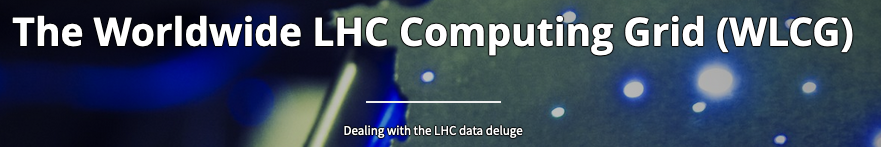 The Worldwide LHC Computing Grid (WLCG)
Dealing with the LHC data deluge